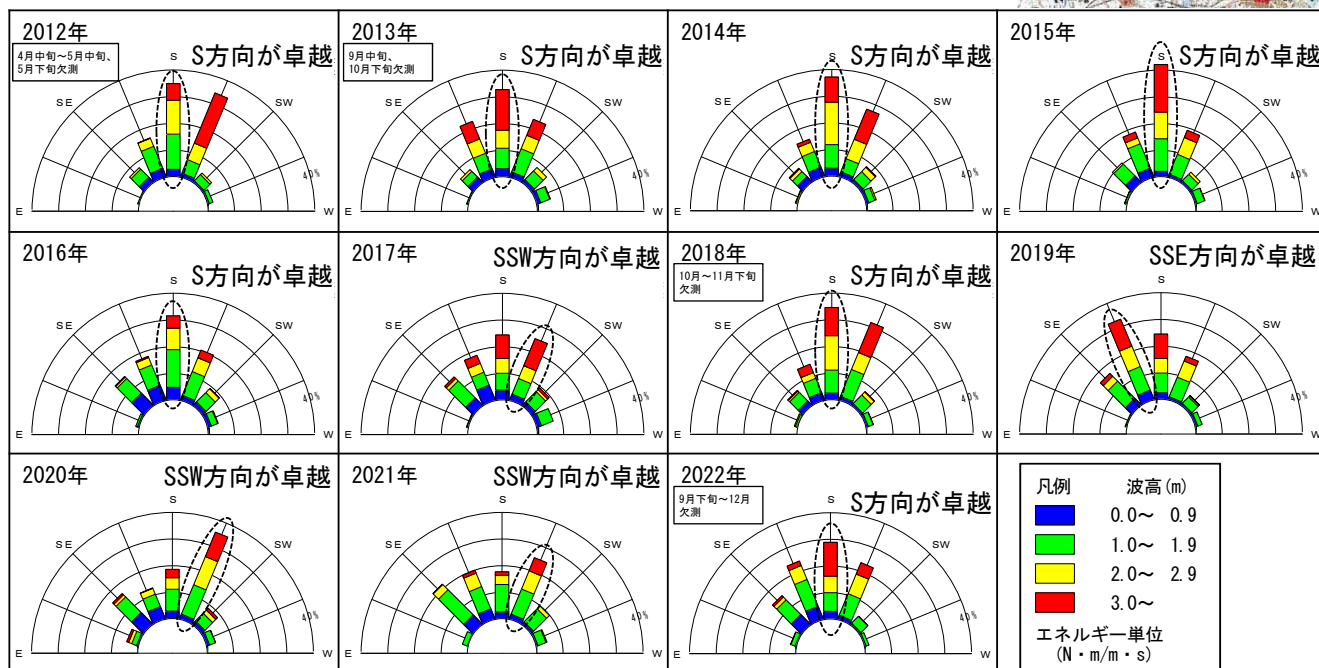 2012年
4月中旬～5月中旬、
5月下旬欠測
S方向が卓越
S
SE
SW
40%
E
W
2013年
9月中旬、
10月下旬欠測
S方向が卓越
S
SE
SW
40%
E
W
2014年
S方向が卓越
S
SE
SW
40%
E
W
2015年
S方向が卓越
S
SE
SW
40%
E
W
2016年
S方向が卓越
S
SE
SW
40%
E
W
2017年
SSW方向が卓越
S
SE
SW
40%
E
W
2018年
10月～11月下旬
欠測
S方向が卓越
S
SE
SW
40%
E
W
2019年
SSE方向が卓越
S
SE
SW
40%
E
W
2020年
SSW方向が卓越
S
SE
SW
40%
E
W
2021年
SSW方向が卓越
S
SE
SW
40%
E
W
2022年
9月下旬～12月
欠測
S方向が卓越
S
SE
SW
40%
E
W
凡例 波高(m)
0.0～ 0.9
1.0～ 1.9
2.0～ 2.9
3.0～
エネルギー単位
(N・m/m・s)